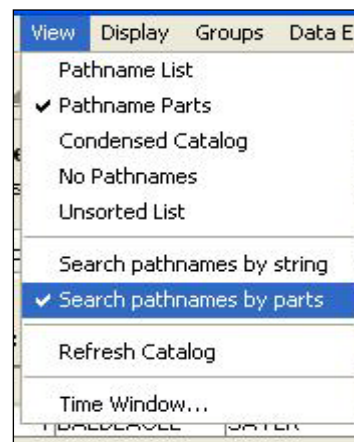 View Display Groups Data E
Pathname List
✔ Pathname Parts
Condensed Catalog
No Pathnames
Unsorted List
Search pathnames by string
✔ Search pathnames by parts
Refresh Catalog
Time Window...